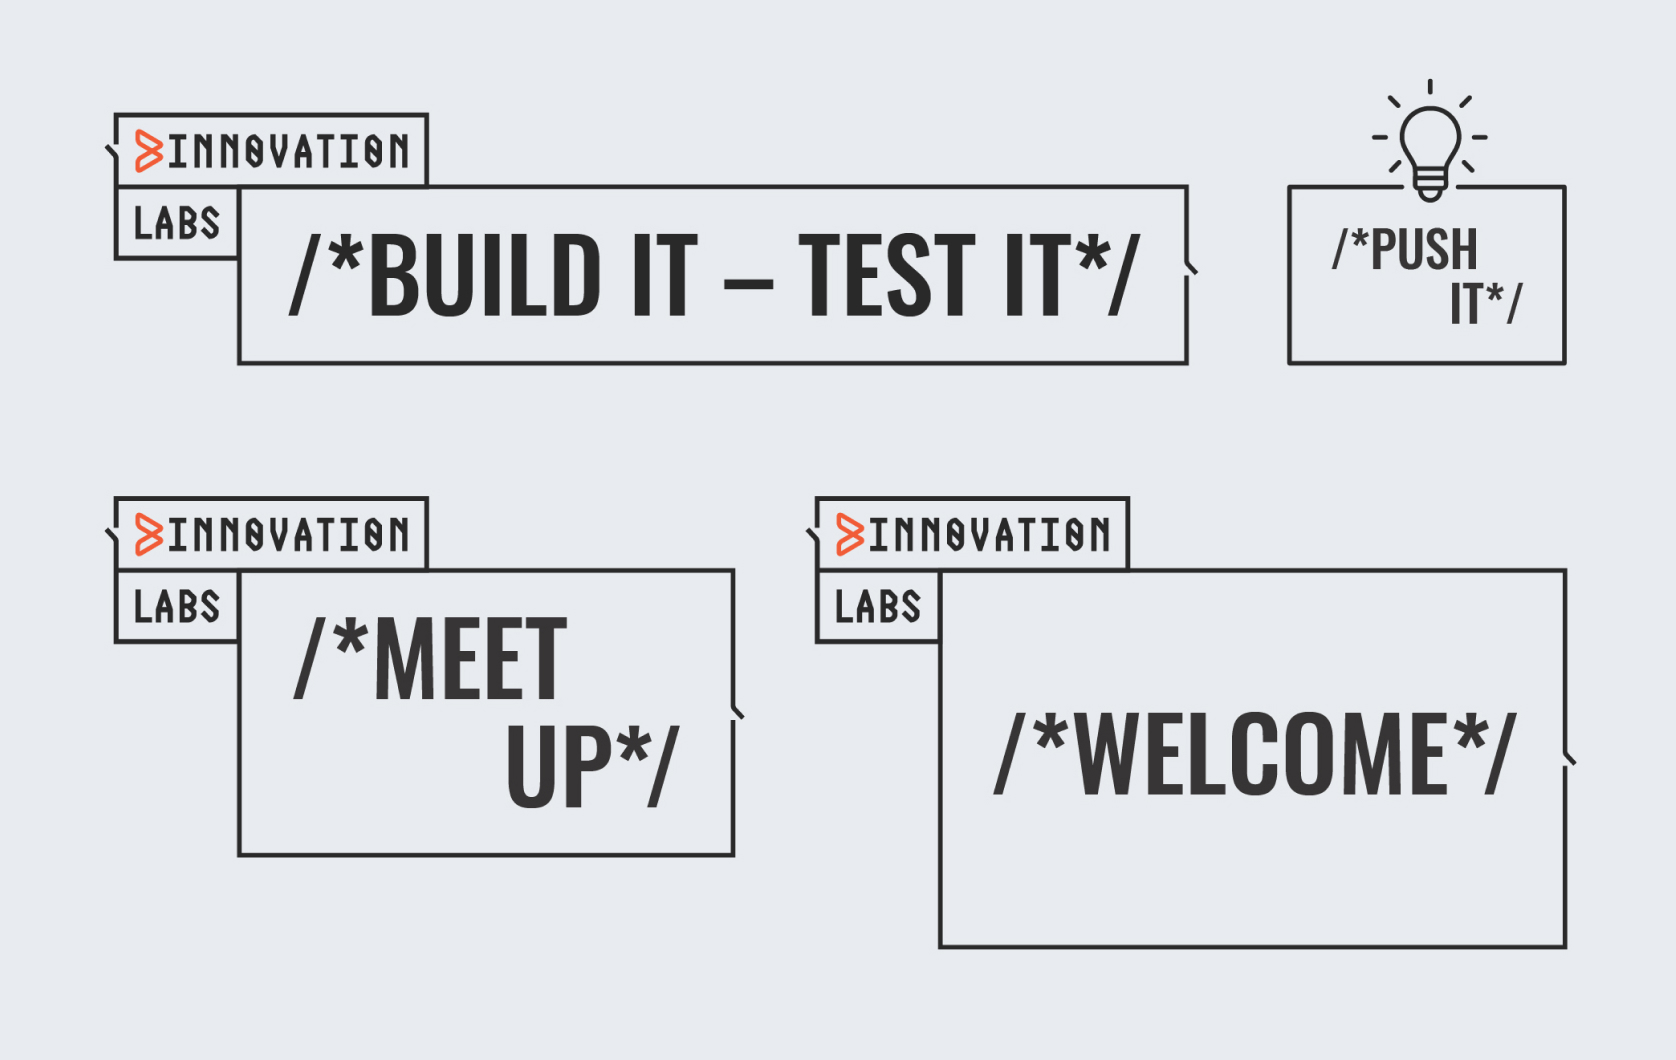 INNOVATION
LABS
/*BUILD IT – TEST IT*/
/*PUSH
IT*/
INNOVATION
LABS
/*MEET
UP*/
INNOVATION
LABS
/*WELCOME*/